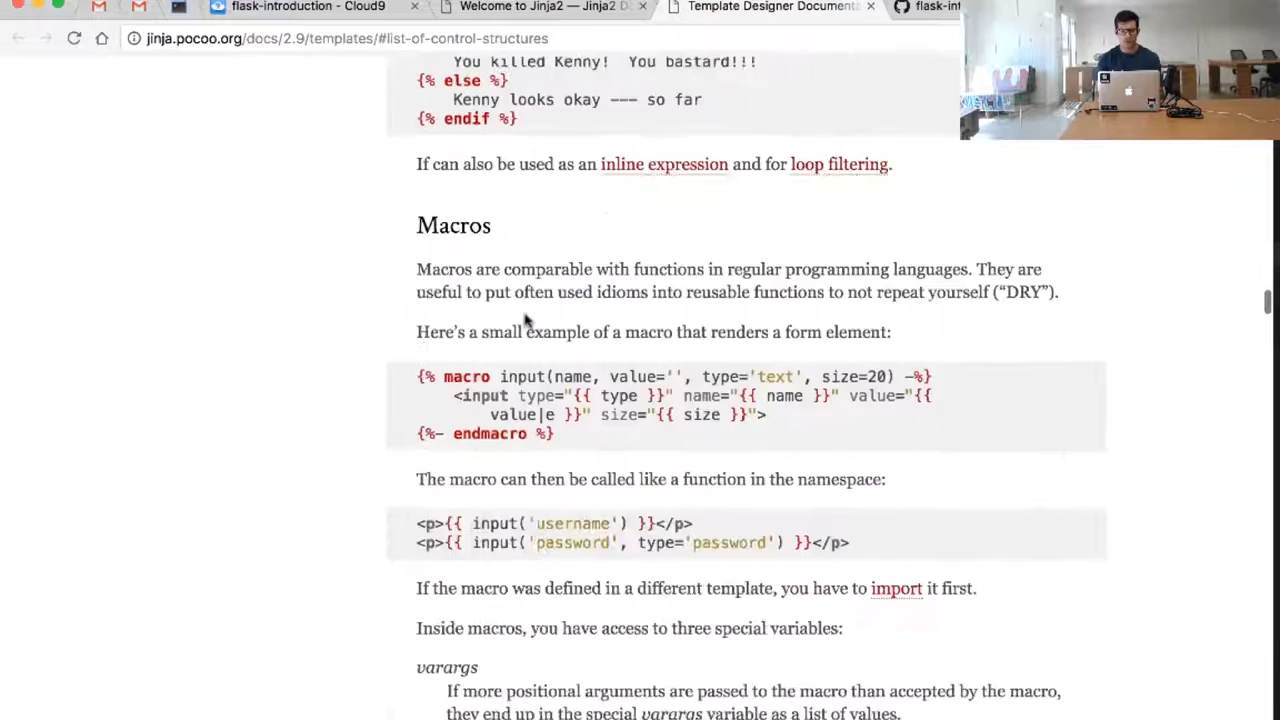 flask-introduction - Cloud9
Welcome to Jinja2 — Jinja2 D
Template Designer Documenta
flask-int
jinja.pocoo.org/docs/2.9/templates/#list-of-control-structures
You killed Kenny!  You bastard!!!
{% else %}
Kenny looks okay --- so far
{% endif %}
If can also be used as an inline expression and for loop filtering.
Macros
Macros are comparable with functions in regular programming languages. They are
useful to put often used idioms into reusable functions to not repeat yourself (“DRY”).
Here’s a small example of a macro that renders a form element:
{% macro input(name, value='', type='text', size=20) -%}
<input type="{{ type }}" name="{{ name }}" value="{{
value|e }}" size="{{ size }}">
{%- endmacro %}
The macro can then be called like a function in the namespace:
<p>{{ input('username') }}</p>
<p>{{ input('password', type='password') }}</p>
If the macro was defined in a different template, you have to import it first.
Inside macros, you have access to three special variables:
varargs
If more positional arguments are passed to the macro than accepted by the macro,
they end up in the special varargs variable as a list of values.